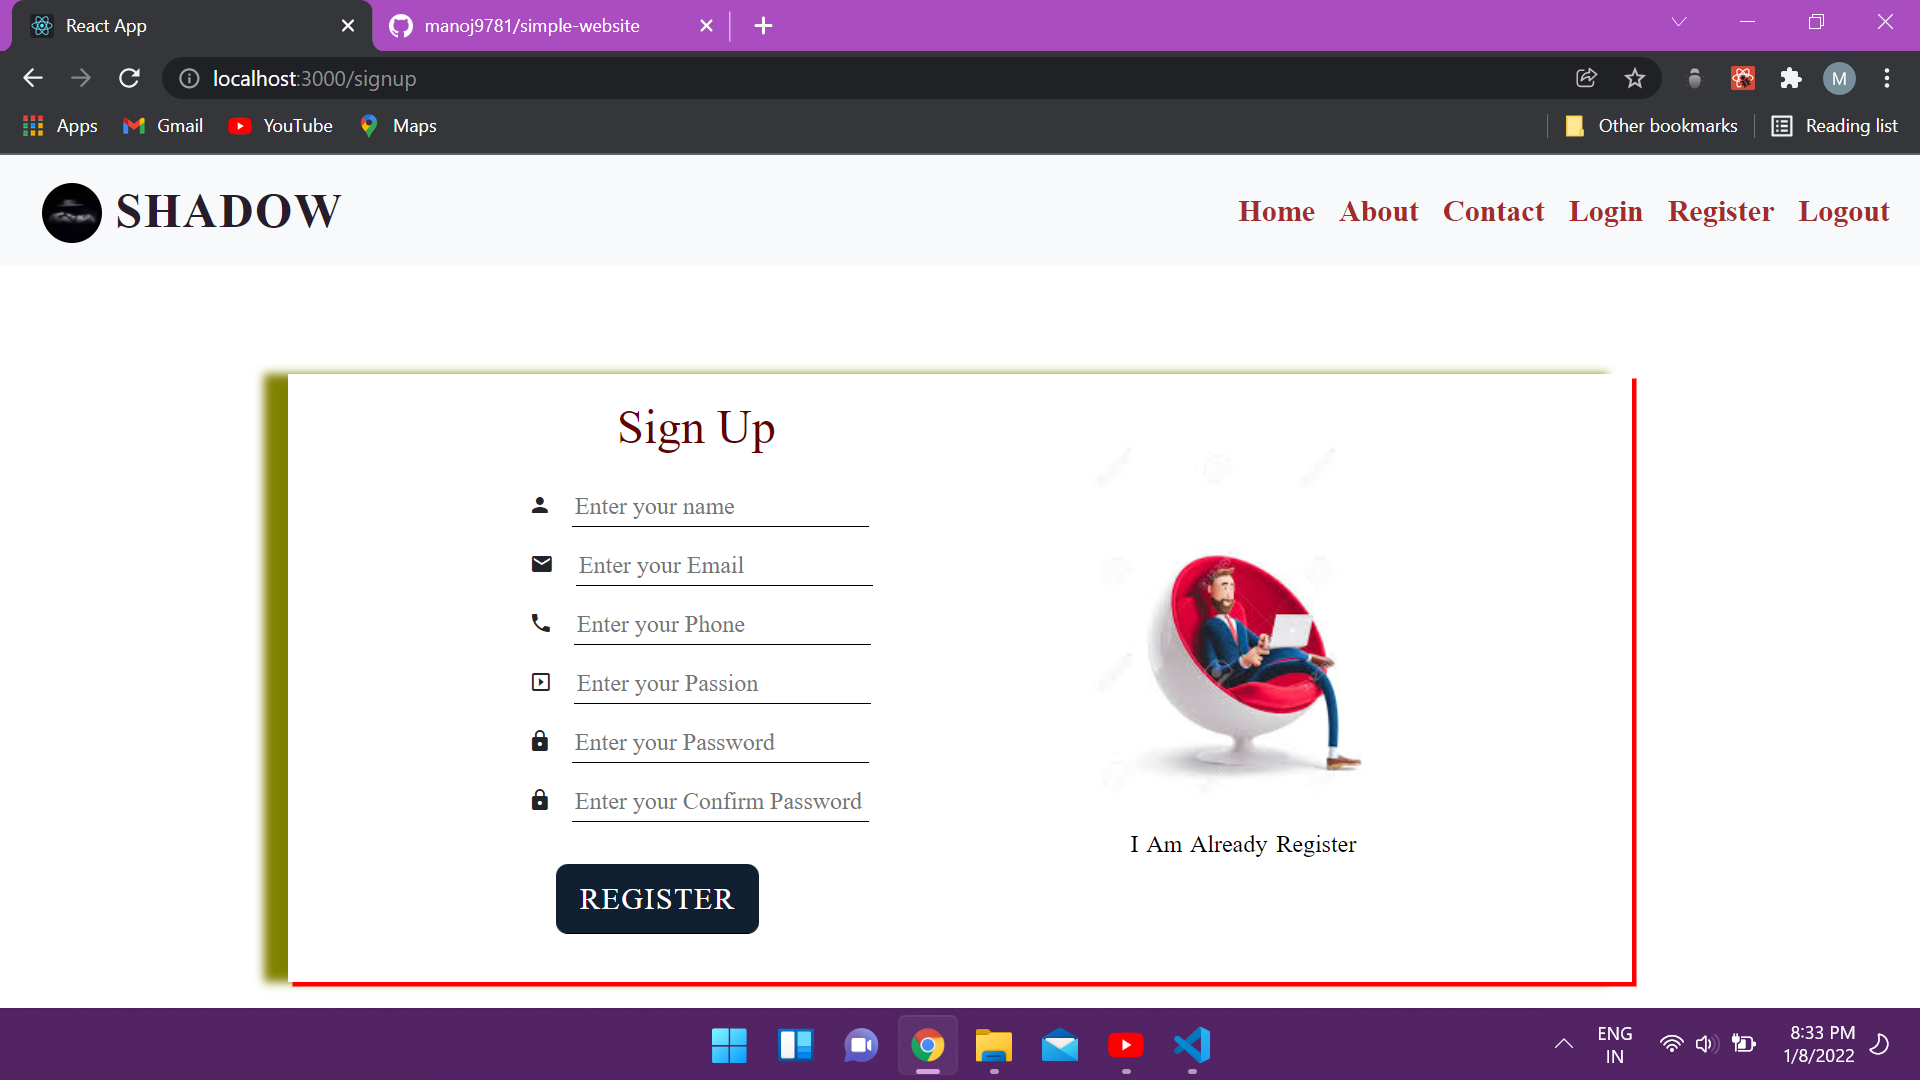 React App
manoj9781/simple-website
localhost:3000/signup
M
Apps
Gmail
YouTube
Maps
Other bookmarks
Reading list
SHADOW
Home
About
Contact
Login
Register
Logout
Sign Up
Enter your name
Enter your Email
Enter your Phone
Enter your Passion
Enter your Password
Enter your Confirm Password
I Am Already Register
REGISTER
ENG
IN
8:33 PM
1/8/2022